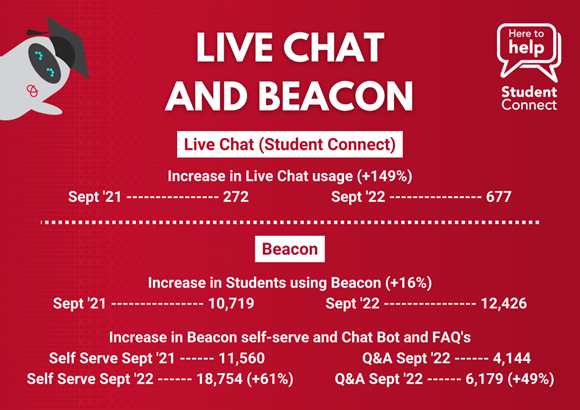 LIVE CHAT
AND BEACON
Here to
help
Student
Connect
Live Chat (Student Connect)
Increase in Live Chat usage (+149%)
Sept '21 ---------------- 272 Sept '22 ---------------- 677
Beacon
Increase in Students using Beacon (+16%)
Sept '21 ---------------- 10,719 Sept '22 ---------------- 12,426
Increase in Beacon self-serve and Chat Bot and FAQ's
Self Serve Sept '21 ------ 11,560 Q&A Sept '22 ------ 4,144
Self Serve Sept '22 ------ 18,754 (+61%) Q&A Sept '22 ------ 6,179 (+49%)